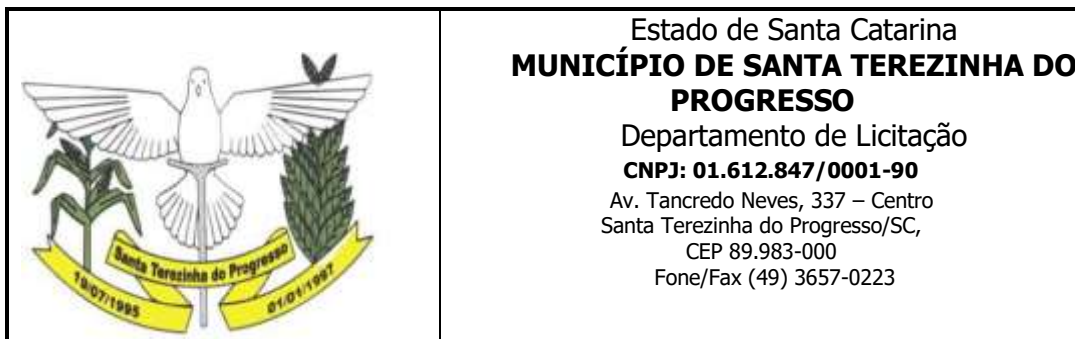 Santa Terezinha do Progresso
19/07/1995
01/01/1997
Estado de Santa Catarina
MUNICÍPIO DE SANTA TEREZINHA DO
PROGRESSO
Departamento de Licitação
CNPJ: 01.612.847/0001-90
Av. Tancredo Neves, 337 – Centro
Santa Terezinha do Progresso/SC,
CEP 89.983-000
Fone/Fax (49) 3657-0223